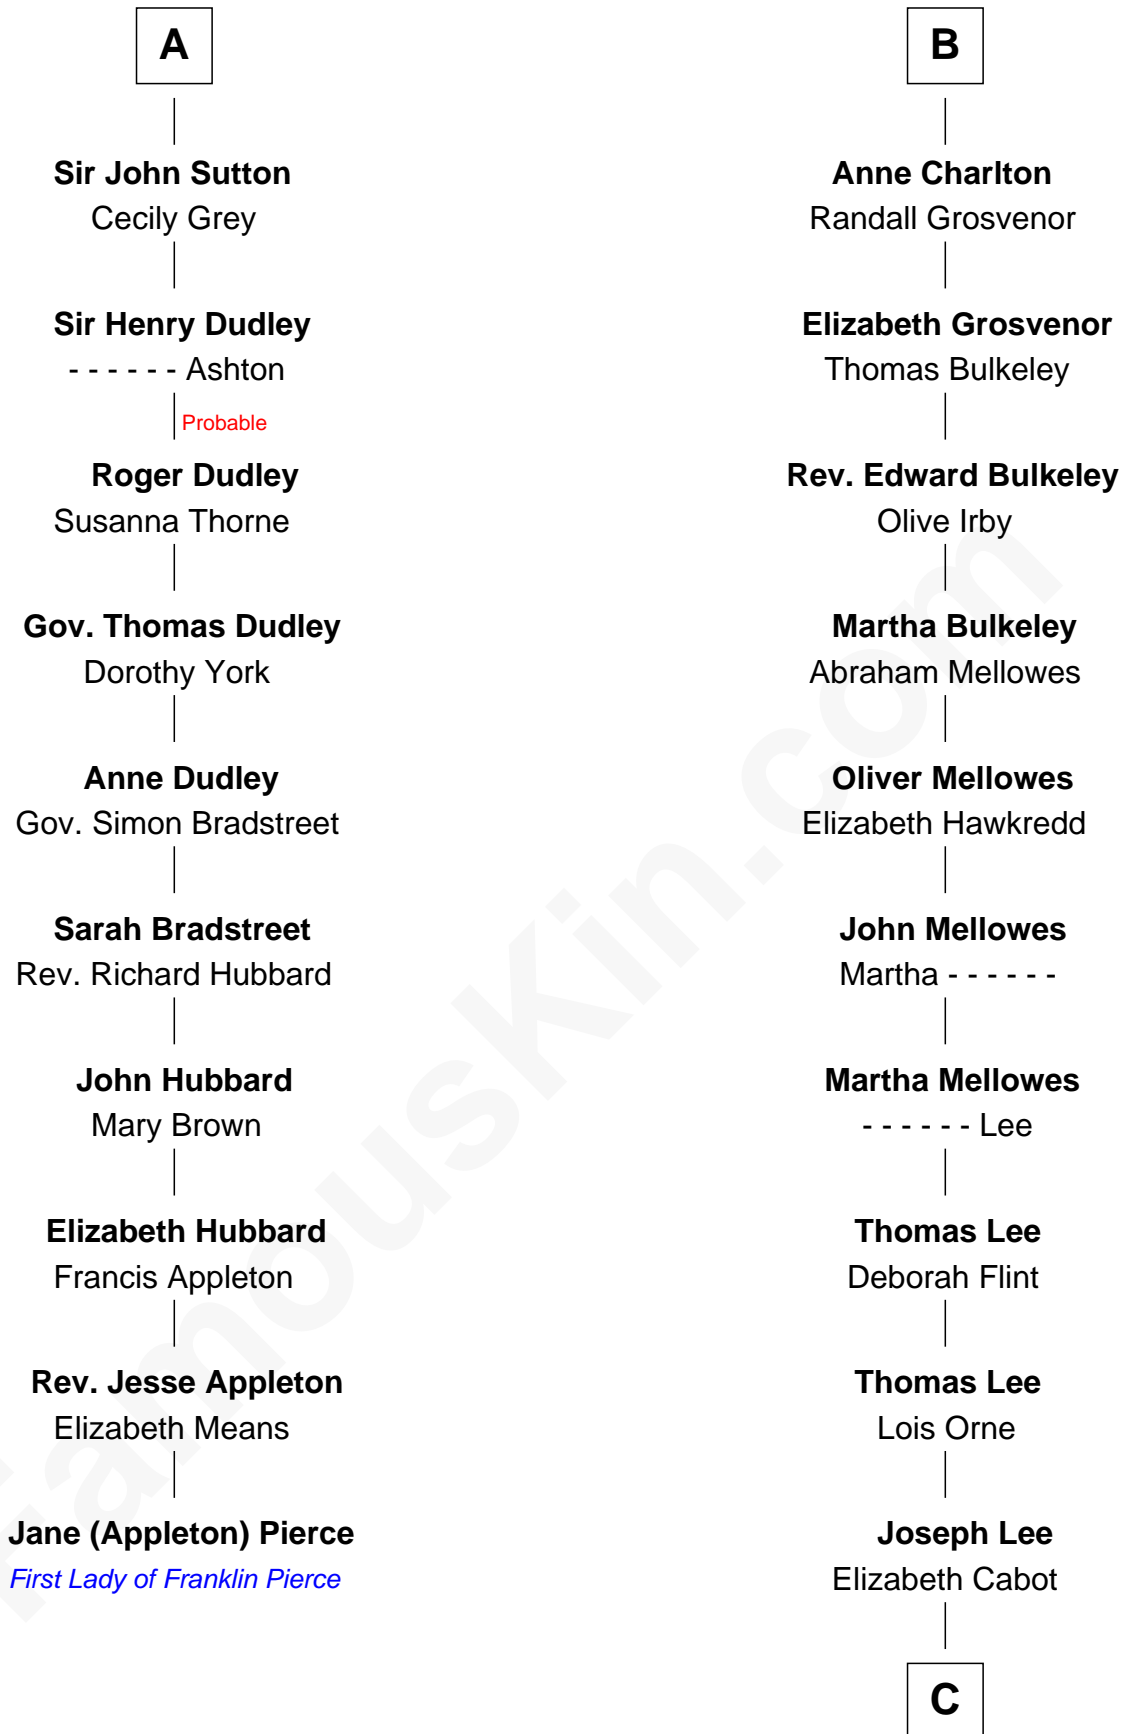 A
Sir John Sutton
Cecily Grey
Sir Henry Dudley
- - - - - - Ashton
Probable
Roger Dudley
Susanna Thorne
Gov. Thomas Dudley
Dorothy York
Anne Dudley
Gov. Simon Bradstreet
Sarah Bradstreet
Rev. Richard Hubbard
John Hubbard
Mary Brown
Elizabeth Hubbard
Francis Appleton
Rev. Jesse Appleton
Elizabeth Means
Jane (Appleton) Pierce
First Lady of Franklin Pierce
B
Anne Charlton
Randall Grosvenor
Elizabeth Grosvenor
Thomas Bulkeley
Rev. Edward Bulkeley
Olive Irby
Martha Bulkeley
Abraham Mellowes
Oliver Mellowes
Elizabeth Hawkredd
John Mellowes
Martha - - - - - -
Martha Mellowes
- - - - - - Lee
Thomas Lee
Deborah Flint
Thomas Lee
Lois Orne
Joseph Lee
Elizabeth Cabot
C
FamousKin.com